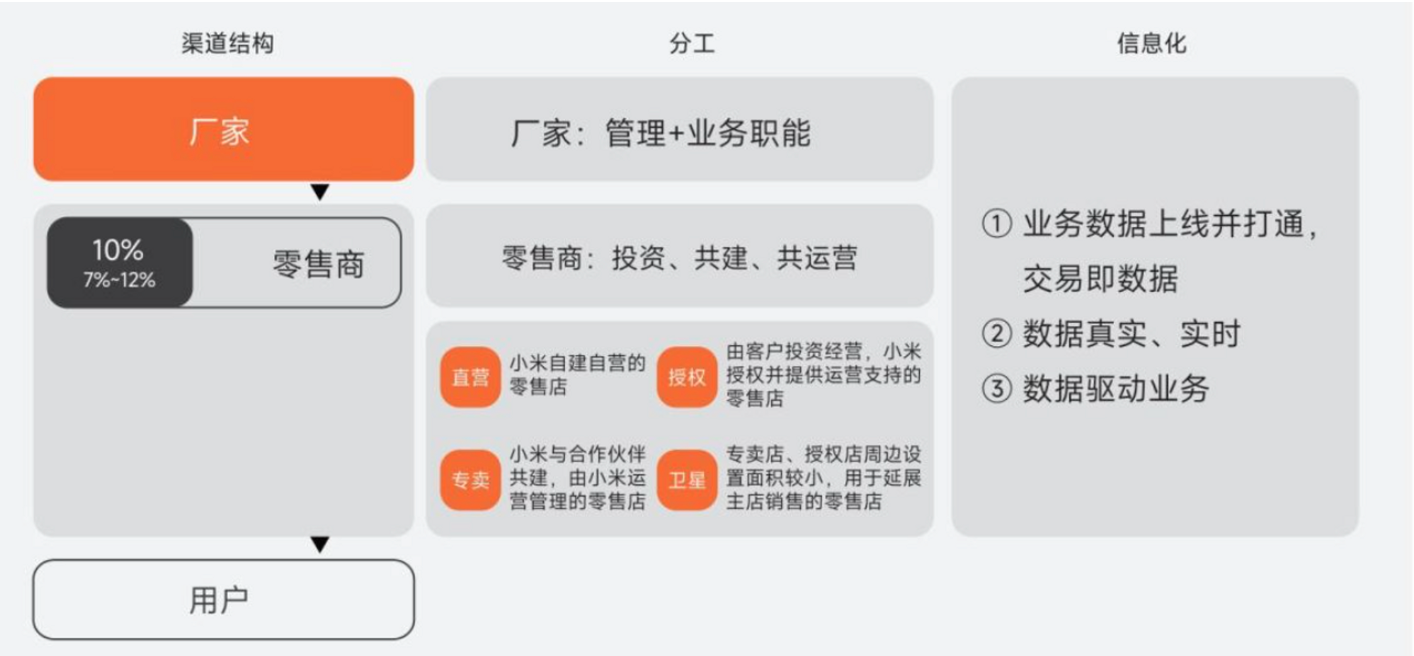 渠道结构
分工
信息化
厂家
厂家：管理+业务职能
10%
7%~12%
零售商
零售商：投资、共建、共运营
直营
小米自建自营的
零售店
授权
由客户投资经营，小米
授权并提供运营支持的
零售店
专卖
小米与合作伙伴
共建，由小米运
营管理的零售店
卫星
专卖店、授权店周边设
置面积较小，用于延展
主店销售的零售店
① 业务数据上线并打通，
交易即数据
② 数据真实、实时
③ 数据驱动业务
用户